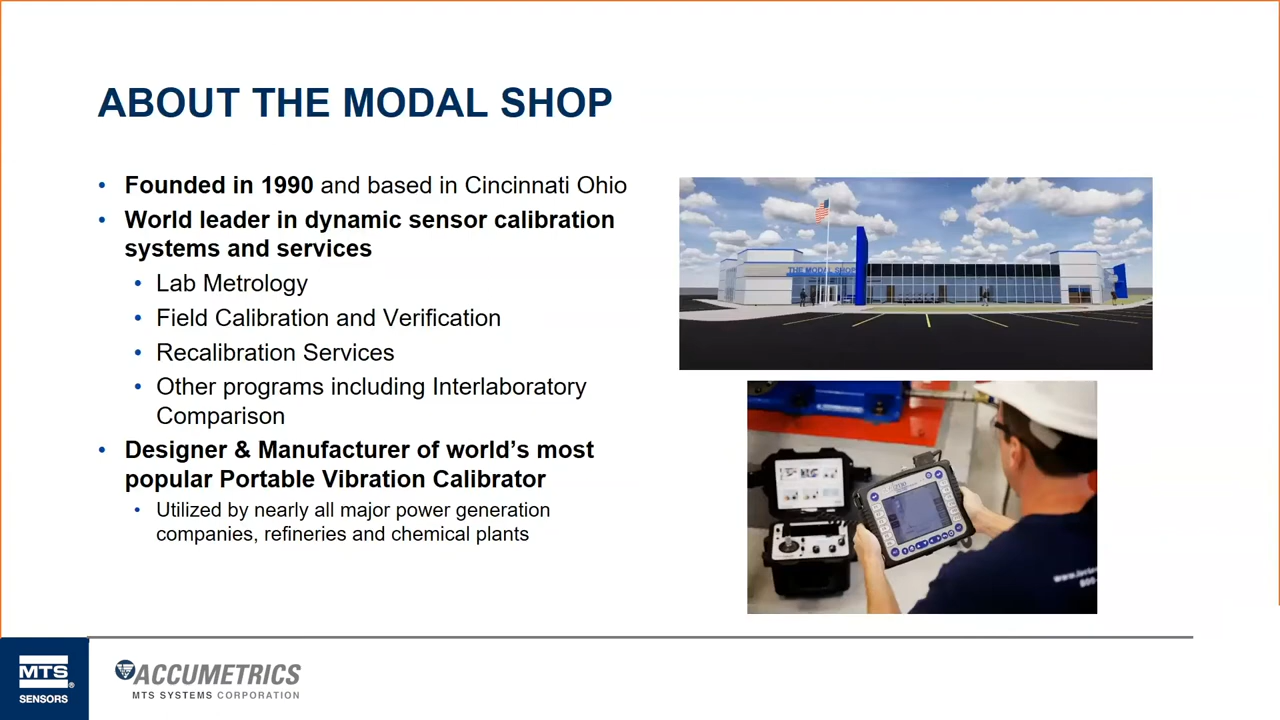 ABOUT THE MODAL SHOP
• Founded in 1990 and based in Cincinnati Ohio
• World leader in dynamic sensor calibration
systems and services
• Lab Metrology
• Field Calibration and Verification
• Recalibration Services
• Other programs including Interlaboratory
Comparison
• Designer & Manufacturer of world’s most
popular Portable Vibration Calibrator
• Utilized by nearly all major power generation
companies, refineries and chemical plants
THE MODAL SHOP
MTS®
SENSORS
ACCUMETRICS
MTS SYSTEMS CORPORATION